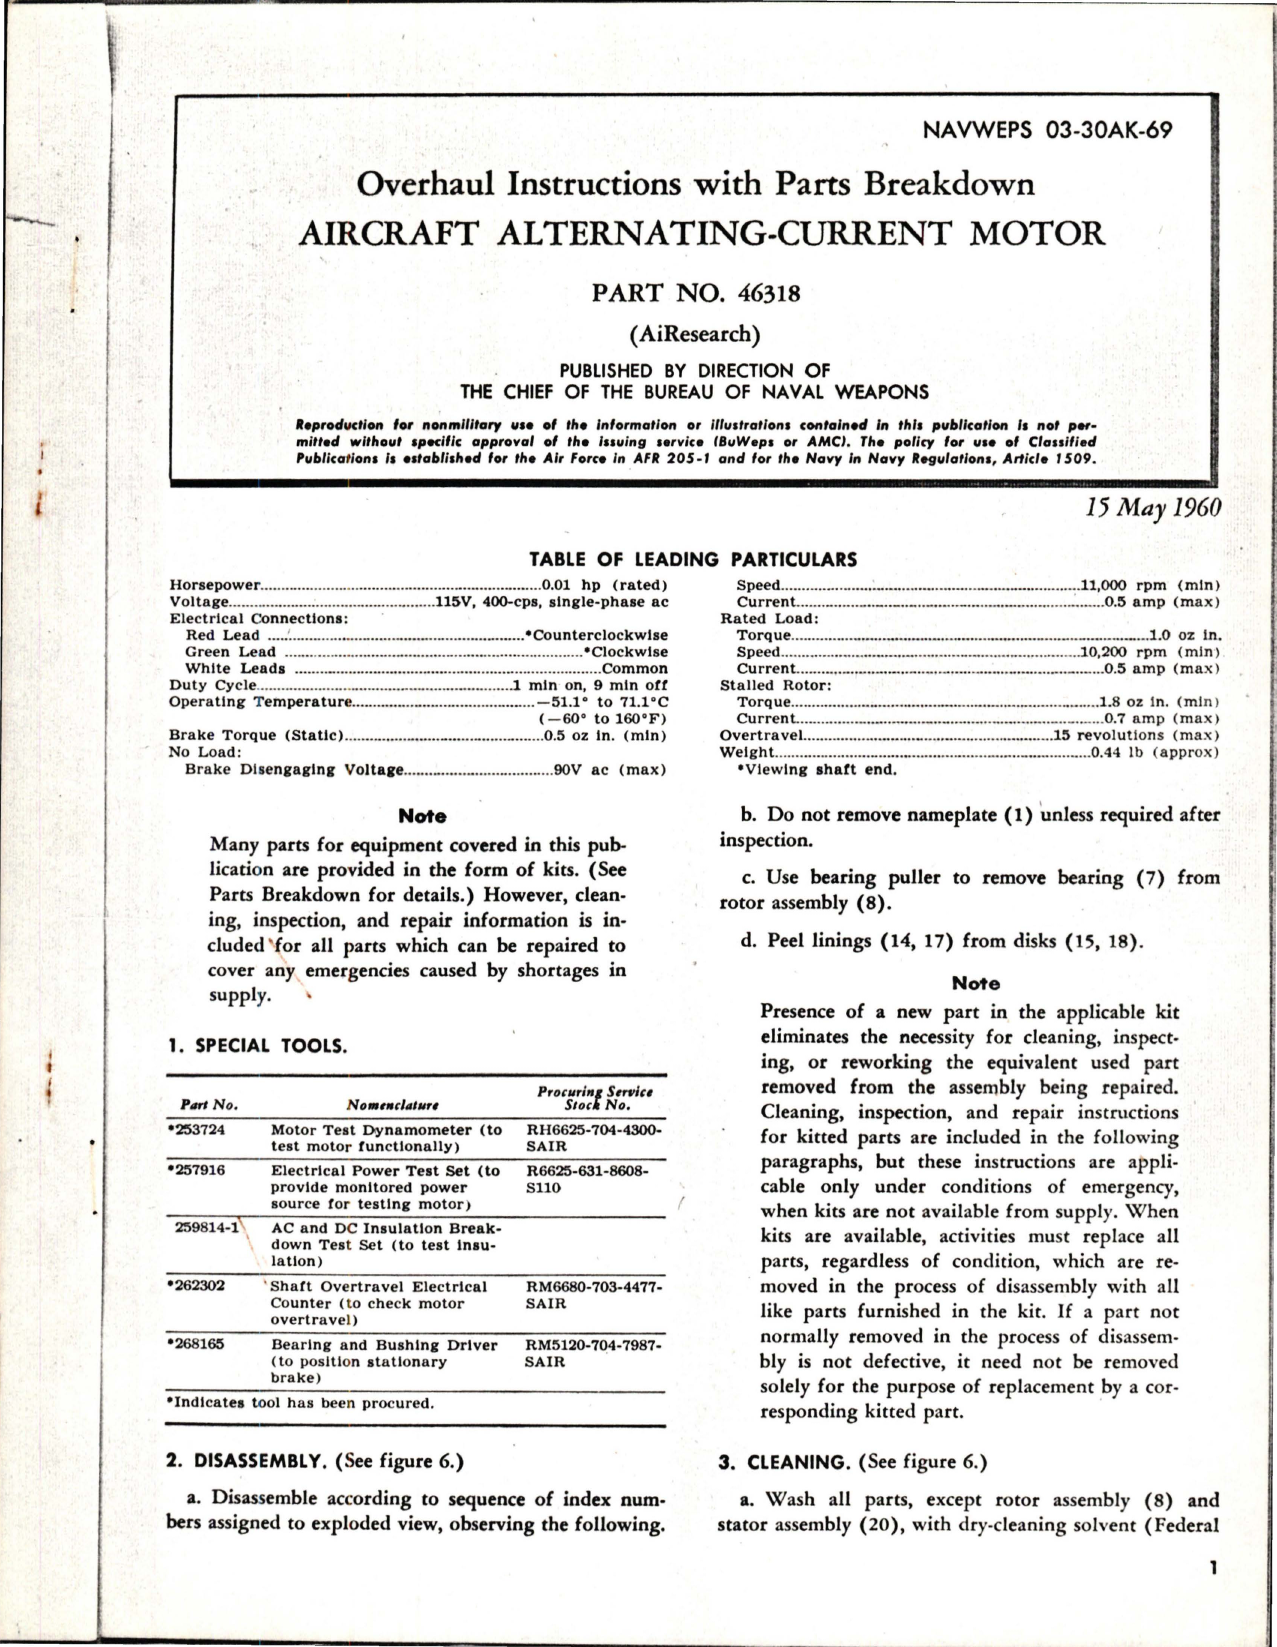 NAVWEPS 03-30AK-69
Overhaul Instructions with Parts Breakdown
AIRCRAFT ALTERNATING-CURRENT MOTOR
PART NO. 46318
(AiResearch)
PUBLISHED BY DIRECTION OF
THE CHIEF OF THE BUREAU OF NAVAL WEAPONS
Reproduction for nonmilitary use of the information or illustrations contained in this publication is not per-
mitted without specific approval of the issuing service (BuWeps or AMC). The policy for use of Classified
Publications is established for the Air Force in AFR 205-1 and for the Navy in Navy Regulations, Article 1509.
15 May 1960
TABLE OF LEADING PARTICULARS
Horsepower 0.01 hp (rated)
Voltage 115V, 400-cps, single-phase ac
Electrical Connections:
Red Lead *Counterclockwise
Green Lead *Clockwise
White Leads Common
Duty Cycle 1 min on, 9 min off
Operating Temperature —51.1° to 71.1°C
(—60° to 160°F)
Brake Torque (Static) 0.5 oz in. (min)
No Load:
Brake Disengaging Voltage 90V ac (max)
Speed 11,000 rpm (min)
Current 0.5 amp (max)
Rated Load:
Torque 1.0 oz in.
Speed 10,200 rpm (min)
Current 0.5 amp (max)
Stalled Rotor:
Torque 1.8 oz in. (min)
Current 0.7 amp (max)
Overtravel 15 revolutions (max)
Weight 0.44 lb (approx)
*Viewing shaft end.
Note
Many parts for equipment covered in this pub-
lication are provided in the form of kits. (See
Parts Breakdown for details.) However, clean-
ing, inspection, and repair information is in-
cluded for all parts which can be repaired to
cover any emergencies caused by shortages in
supply.
1. SPECIAL TOOLS.
Part No. Nomenclature Procuring Service
Stock No.
*253724 Motor Test Dynamometer (to RH6625-704-4300-
test motor functionally) SAIR
*257916 Electrical Power Test Set (to R6625-631-8608-
provide monitored power S110
source for testing motor)
259814-1 AC and DC Insulation Break-
down Test Set (to test insu-
lation)
*262302 Shaft Overtravel Electrical RM6680-703-4477-
Counter (to check motor SAIR
overtravel)
*268165 Bearing and Bushing Driver RM5120-704-7987-
(to position stationary SAIR
brake)
*Indicates tool has been procured.
2. DISASSEMBLY. (See figure 6.)
a. Disassemble according to sequence of index num-
bers assigned to exploded view, observing the following.
b. Do not remove nameplate (1) unless required after
inspection.
c. Use bearing puller to remove bearing (7) from
rotor assembly (8).
d. Peel linings (14, 17) from disks (15, 18).
Note
Presence of a new part in the applicable kit
eliminates the necessity for cleaning, inspect-
ing, or reworking the equivalent used part
removed from the assembly being repaired.
Cleaning, inspection, and repair instructions
for kitted parts are included in the following
paragraphs, but these instructions are appli-
cable only under conditions of emergency,
when kits are not available from supply. When
kits are available, activities must replace all
parts, regardless of condition, which are re-
moved in the process of disassembly with all
like parts furnished in the kit. If a part not
normally removed in the process of disassem-
bly is not defective, it need not be removed
solely for the purpose of replacement by a cor-
responding kitted part.
3. CLEANING. (See figure 6.)
a. Wash all parts, except rotor assembly (8) and
stator assembly (20), with dry-cleaning solvent (Federal
1